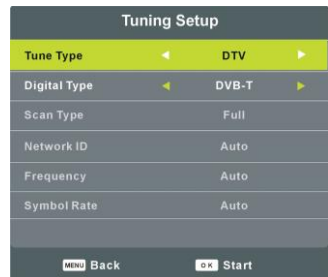 Tuning Setup
Tune Type DTV
Digital Type DVB-T
Scan Type Full
Network ID Auto
Frequency Auto
Symbol Rate Auto
MENU Back OK Start